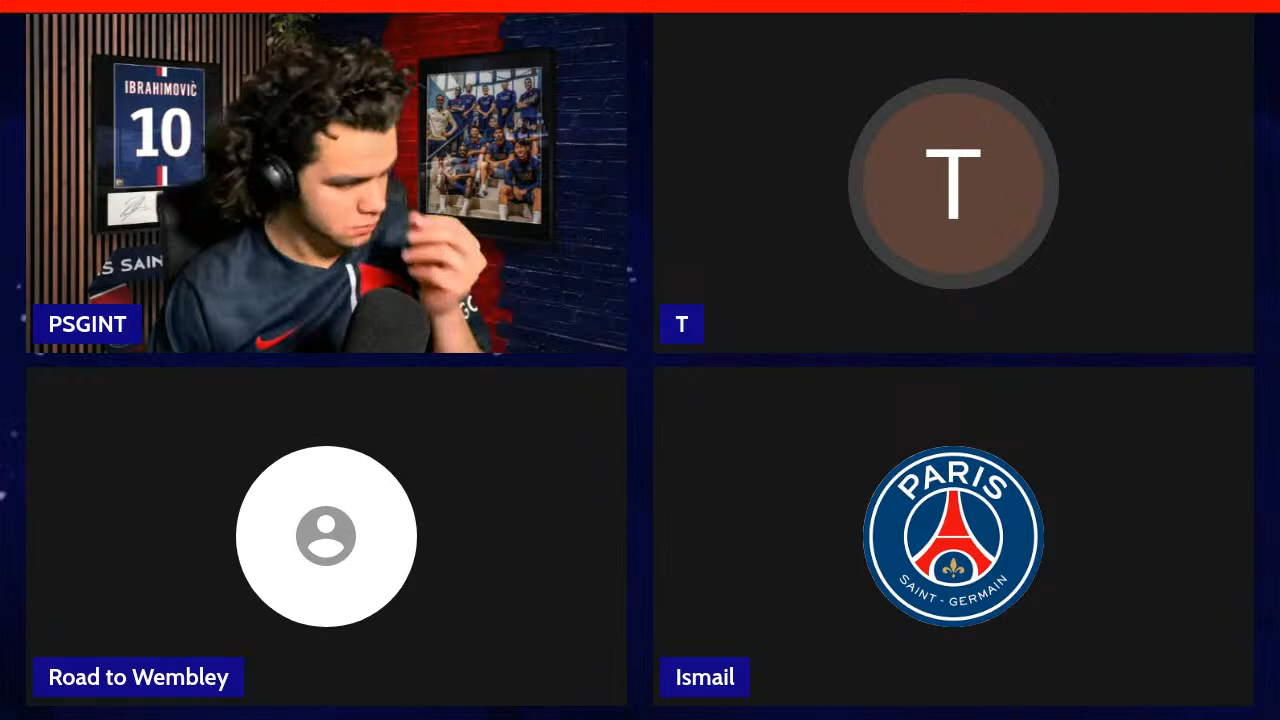 IBRAHIMOVIĆ
10
S SAIN
PSGINT
T
T
Road to Wembley
PARIS
SAINT - GERMAIN
Ismail